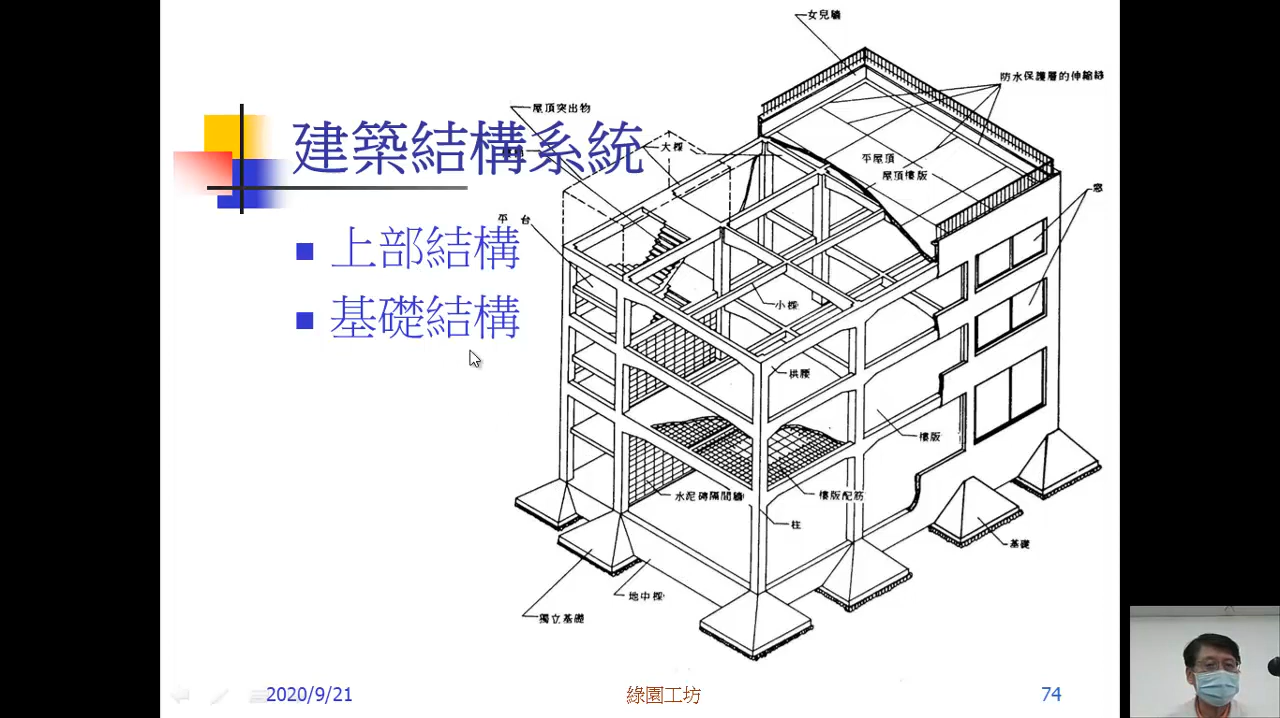 女兒牆
防水保護層的伸縮縫
屋頂突出物
建築結構系統
大樑
平屋頂
屋頂樓版
窓
平 台
上部結構
小樑
基礎結構
拱腰
樓版
水泥磚隔間牆
樓版配筋
柱
基礎
地中樑
獨立基礎
2020/9/21
綠園工坊
74